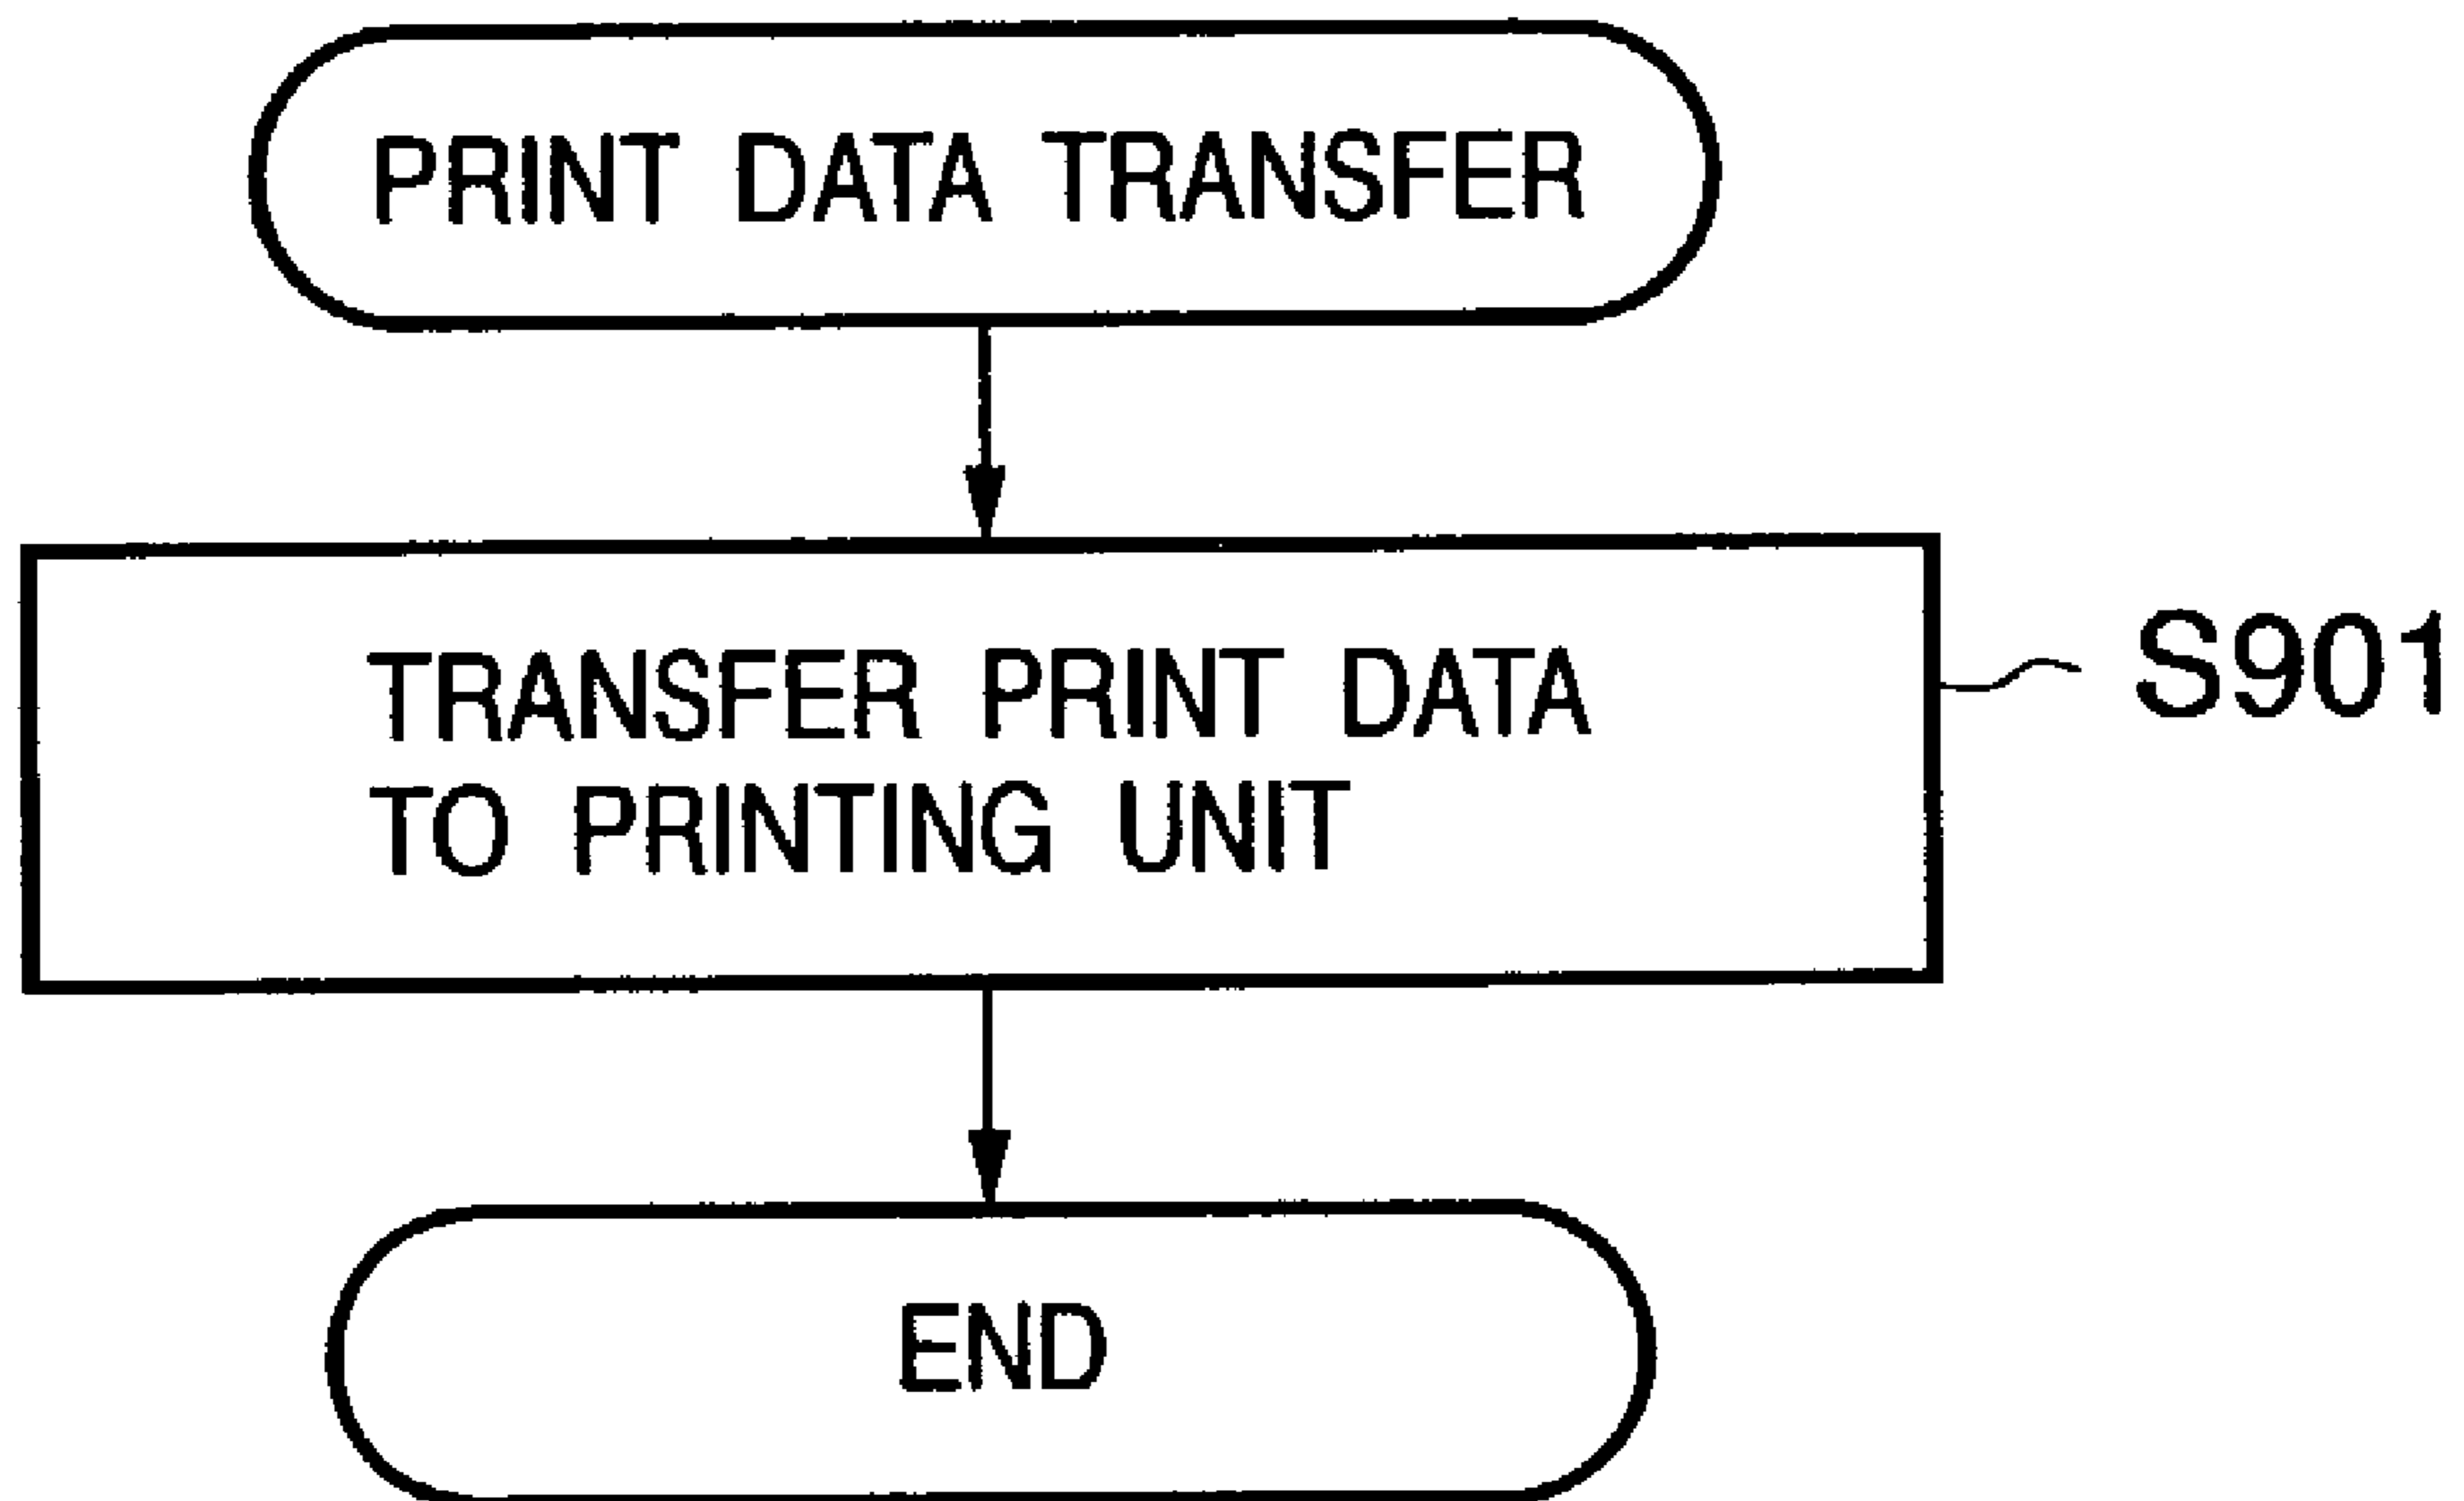 PRINT DATA TRANSFER
TRANSFER PRINT DATA
TO PRINTING UNIT
S901
END